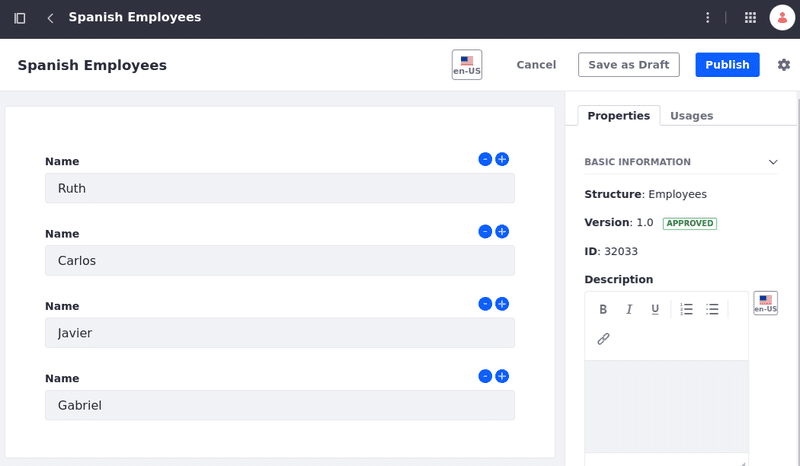 Spanish Employees
Spanish Employees
en-US
Cancel
Save as Draft
Publish
Name
Ruth
Name
Carlos
Name
Javier
Name
Gabriel
Properties
Usages
BASIC INFORMATION
Structure: Employees
Version: 1.0 APPROVED
ID: 32033
Description
B I U
en-US